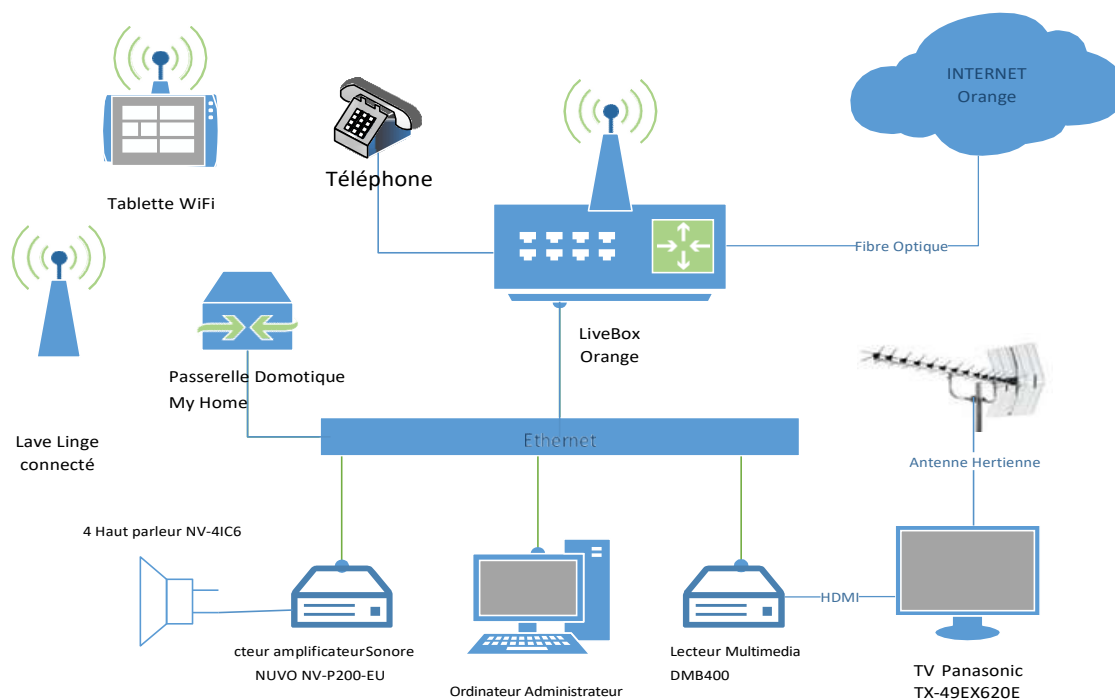 INTERNET
Orange
Tablette WiFi
Téléphone
Fibre Optique
LiveBox
Orange
Passerelle Domotique
My Home
Lave Linge
connecté
Ethernet
Antenne Hertienne
4 Haut parleur NV-4IC6
HDMI
cteur amplificateurSonore
NUVO NV-P200-EU
Ordinateur Administrateur
Lecteur Multimedia
DMB400
TV Panasonic
TX-49EX620E